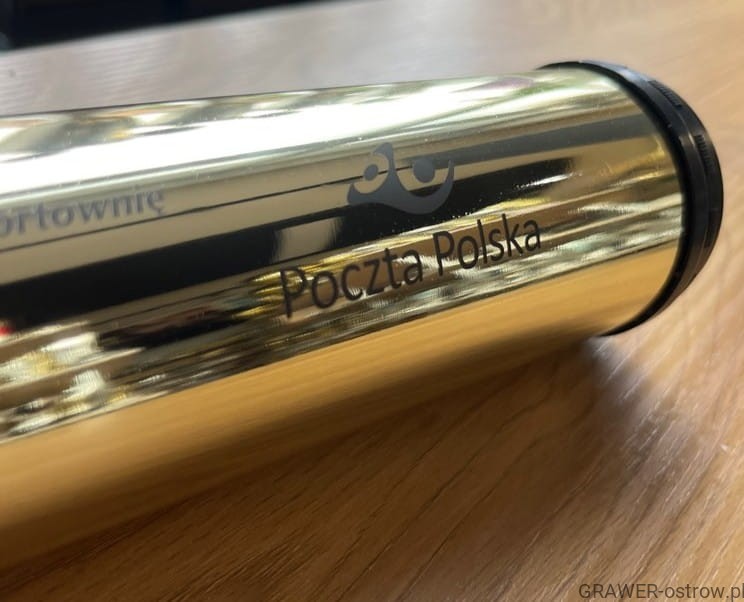 ortownię
Poczta Polska
GRAWER-ostrow.pl